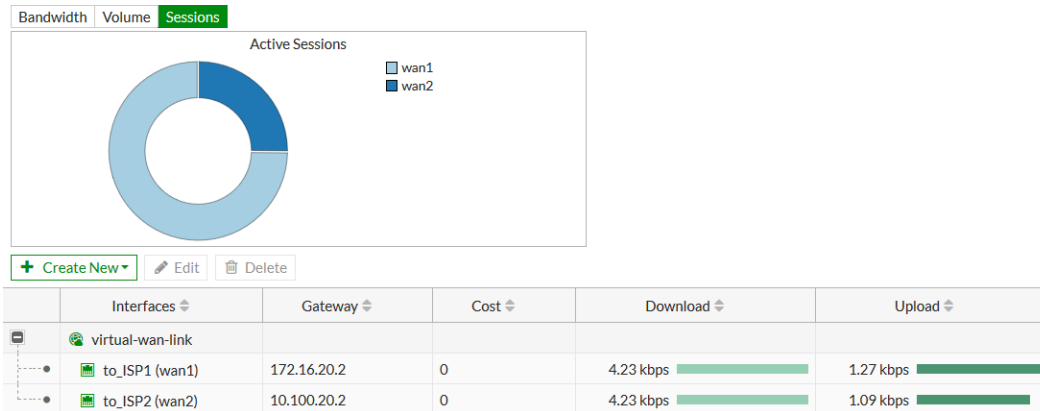 Bandwidth Volume Sessions
Active Sessions
wan1
wan2
Create New Edit Delete
Interfaces Gateway Cost Download Upload
virtual-wan-link
to_ISP1 (wan1) 172.16.20.2 0 4.23 kbps 1.27 kbps
to_ISP2 (wan2) 10.100.20.2 0 4.23 kbps 1.09 kbps